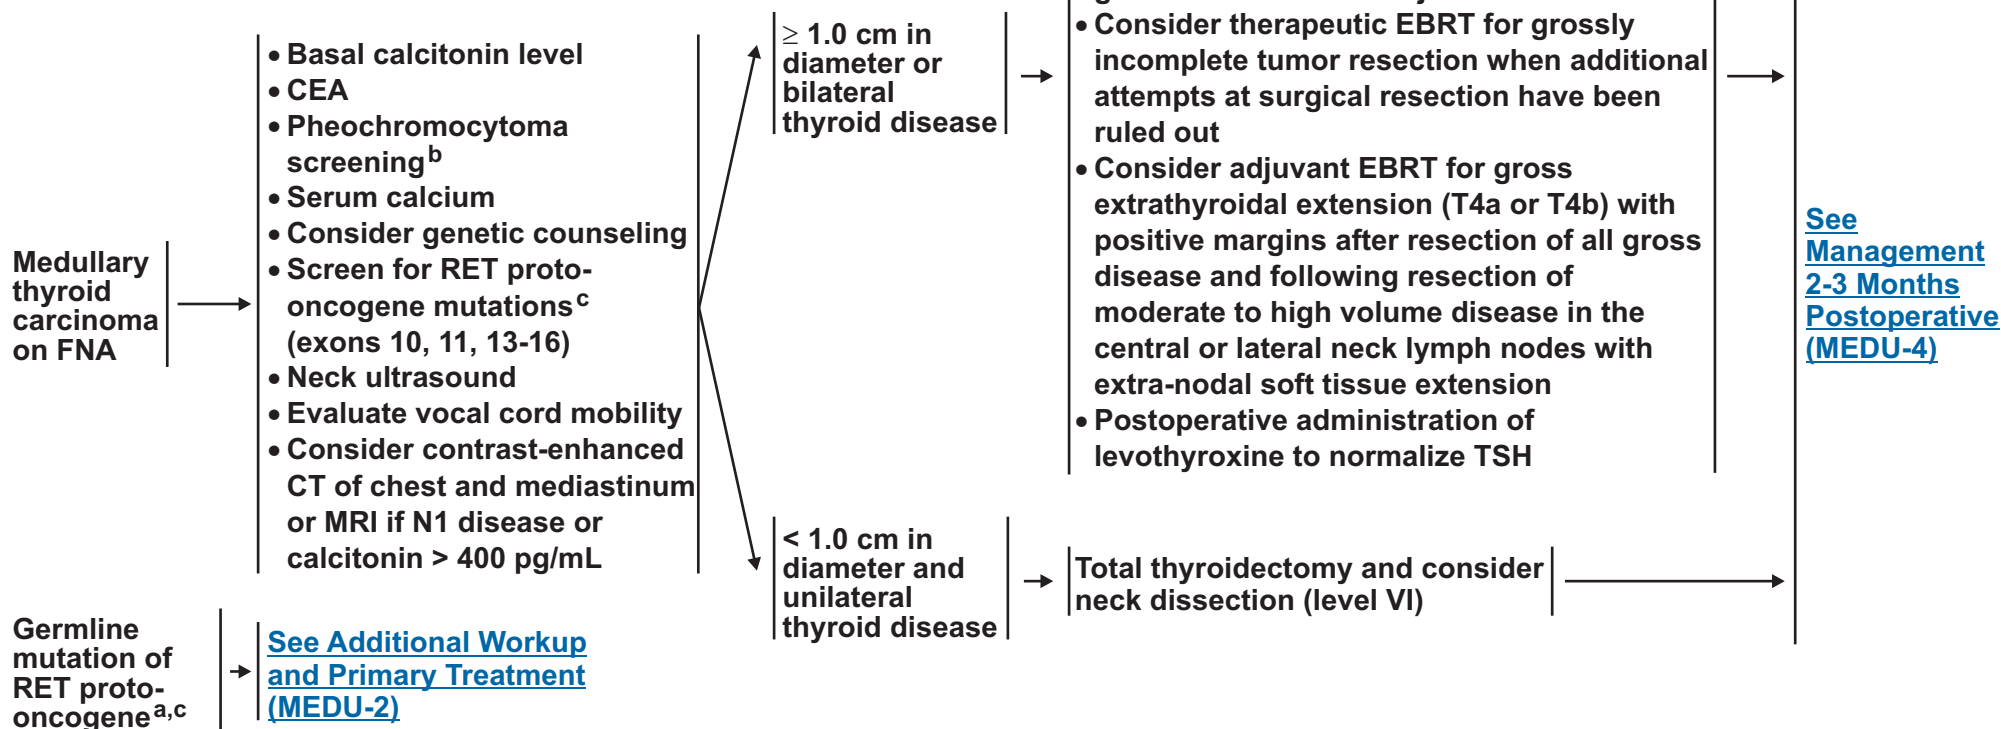 Medullary
thyroid
carcinoma
on FNA
• Basal calcitonin level
• CEA
• Pheochromocytoma
screening b
• Serum calcium
• Consider genetic counseling
• Screen for RET proto-
oncogene mutations c
(exons 10, 11, 13-16)
• Neck ultrasound
• Evaluate vocal cord mobility
• Consider contrast-enhanced
CT of chest and mediastinum
or MRI if N1 disease or
calcitonin > 400 pg/mL
≥ 1.0 cm in
diameter or
bilateral
thyroid disease
• Consider therapeutic EBRT for grossly
incomplete tumor resection when additional
attempts at surgical resection have been
ruled out
• Consider adjuvant EBRT for gross
extrathyroidal extension (T4a or T4b) with
positive margins after resection of all gross
disease and following resection of
moderate to high volume disease in the
central or lateral neck lymph nodes with
extra-nodal soft tissue extension
• Postoperative administration of
levothyroxine to normalize TSH
< 1.0 cm in
diameter and
unilateral
thyroid disease
Total thyroidectomy and consider
neck dissection (level VI)
See
Management
2-3 Months
Postoperative
(MEDU-4)
Germline
mutation of
RET proto-
oncogene a,c
See Additional Workup
and Primary Treatment
(MEDU-2)